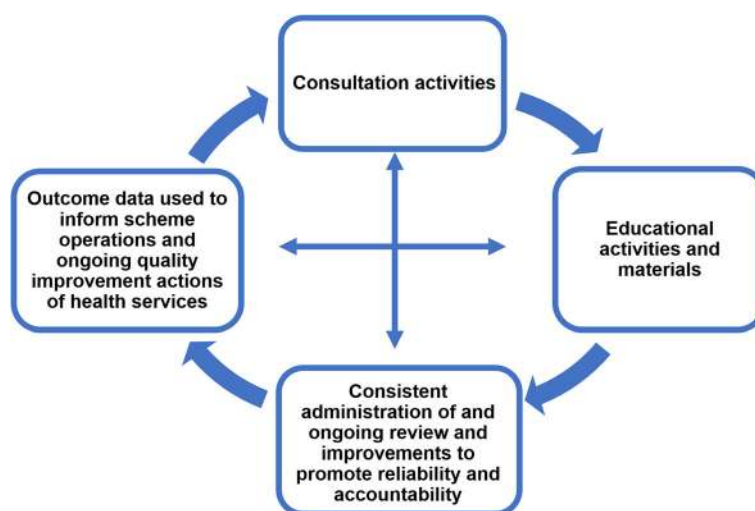 Consultation activities
Educational
activities and
materials
Consistent
administration of and
ongoing review and
improvements to
promote reliability and
accountability
Outcome data used to
inform scheme
operations and
ongoing quality
improvement actions
of health services